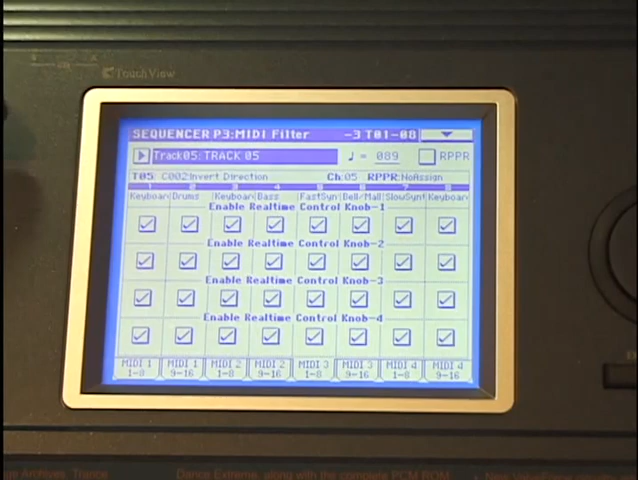 TouchView
SEQUENCER P3:MIDI Filter -3 T01-08
Track05: TRACK 05 ♩= 089 RPPR
T05: C002:Invert Direction Ch:05 RPPR:NoAssign
1 2 3 4 5 6 7 8
Keyboar Drums Keyboar Bass FastSyn Bell/Mall SlowSynt Keyboar
Enable Realtime Control Knob-1
Enable Realtime Control Knob-2
Enable Realtime Control Knob-3
Enable Realtime Control Knob-4
MIDI 1 MIDI 1 MIDI 2 MIDI 2 MIDI 3 MIDI 3 MIDI 4 MIDI 4
1-8 9-16 1-8 9-16 1-8 9-16 1-8 9-16
Archives, Trance Dance Extreme, along with the complete PCM ROM